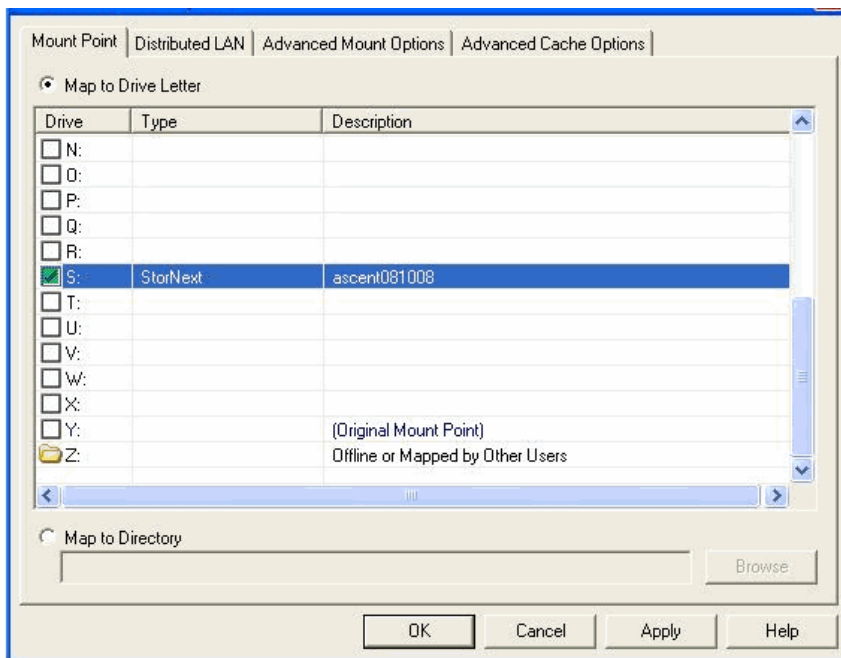 Mount Point Distributed LAN Advanced Mount Options Advanced Cache Options
Map to Drive Letter
Drive Type Description
N:
O:
P:
Q:
R:
S: StorNext ascent081008
T:
U:
V:
W:
X:
Y: (Original Mount Point)
Z: Offline or Mapped by Other Users
Map to Directory
Browse
OK Cancel Apply Help